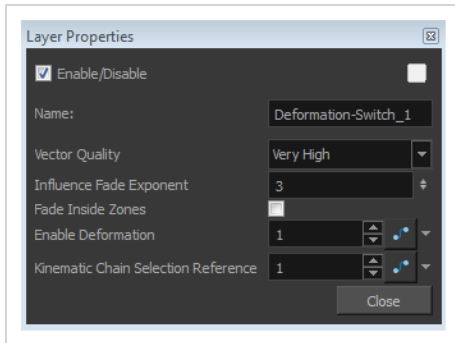 Layer Properties
Enable/Disable
Name: Deformation-Switch_1
Vector Quality Very High
Influence Fade Exponent 3
Fade Inside Zones
Enable Deformation 1
Kinematic Chain Selection Reference 1
Close